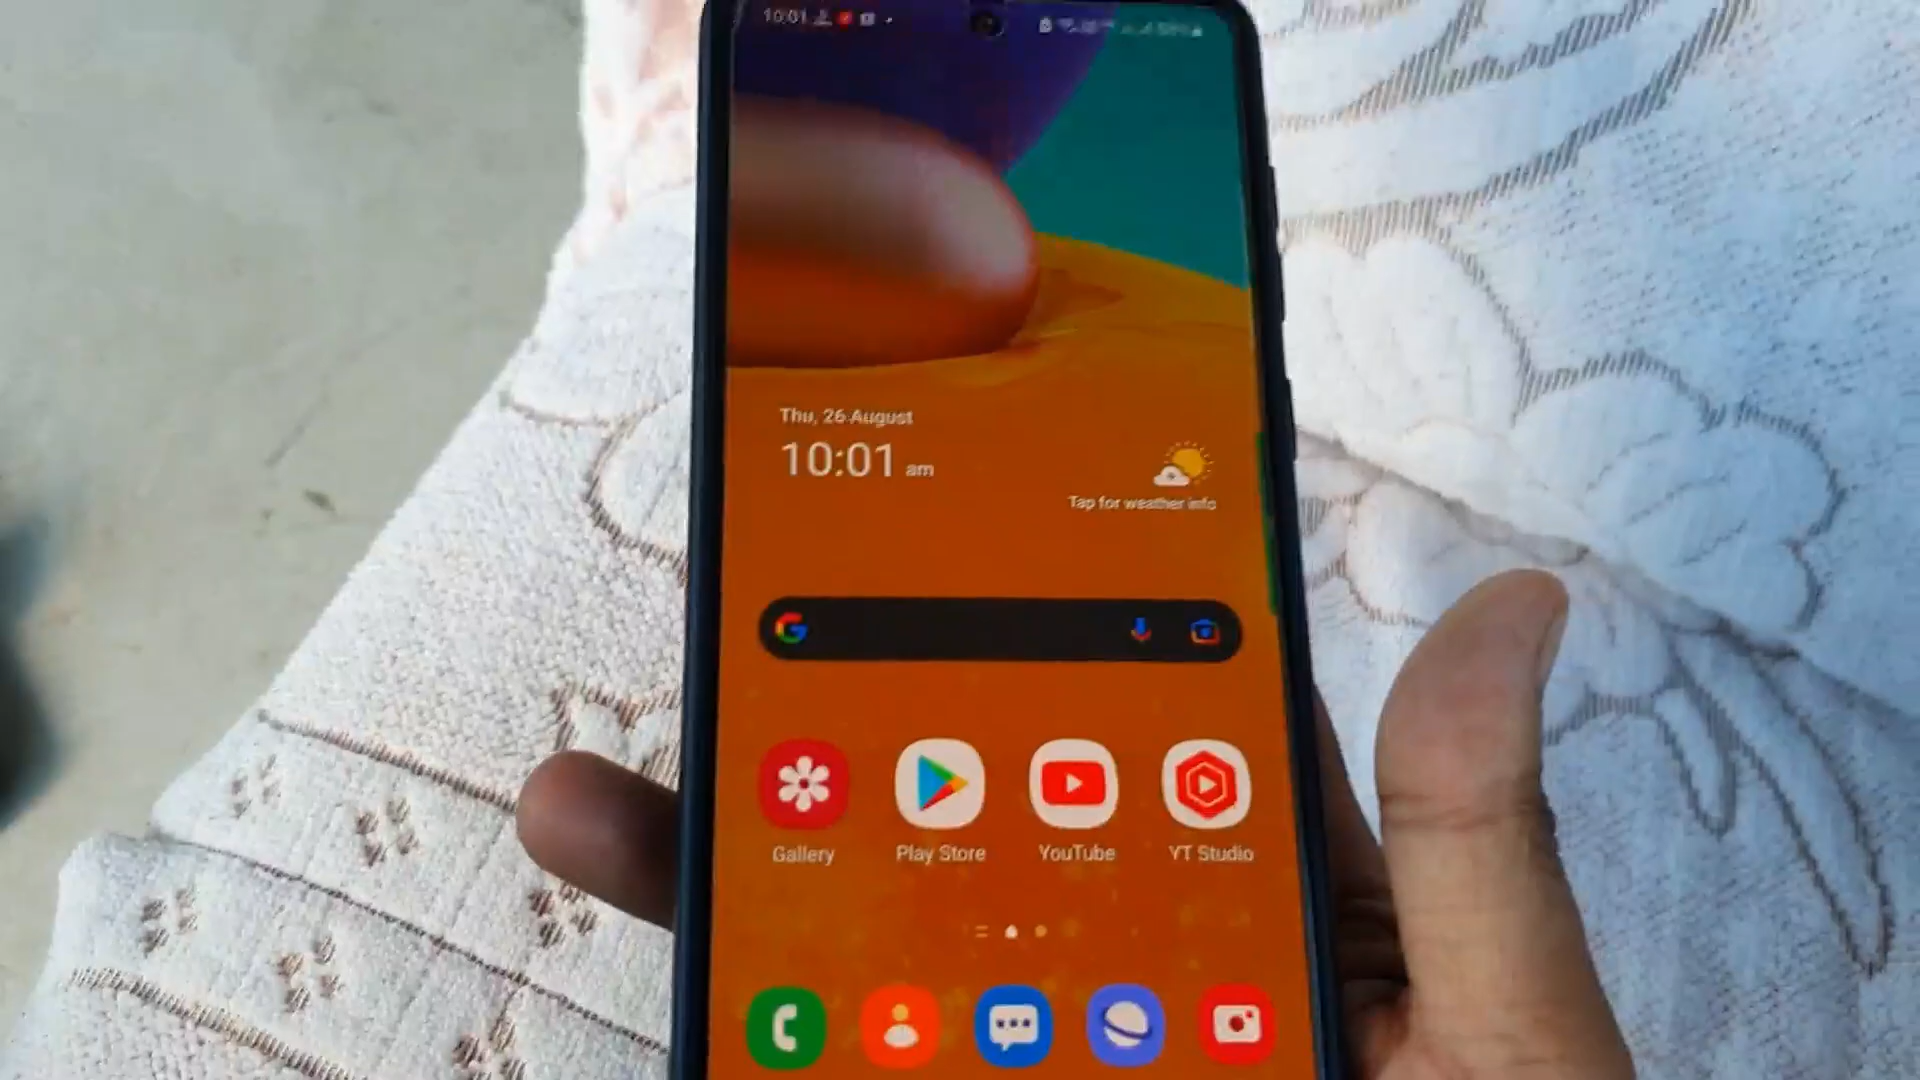 10:01
Thu, 26 August
10:01 am
Tap for weather info
G
Gallery
Play Store
YouTube
YT Studio